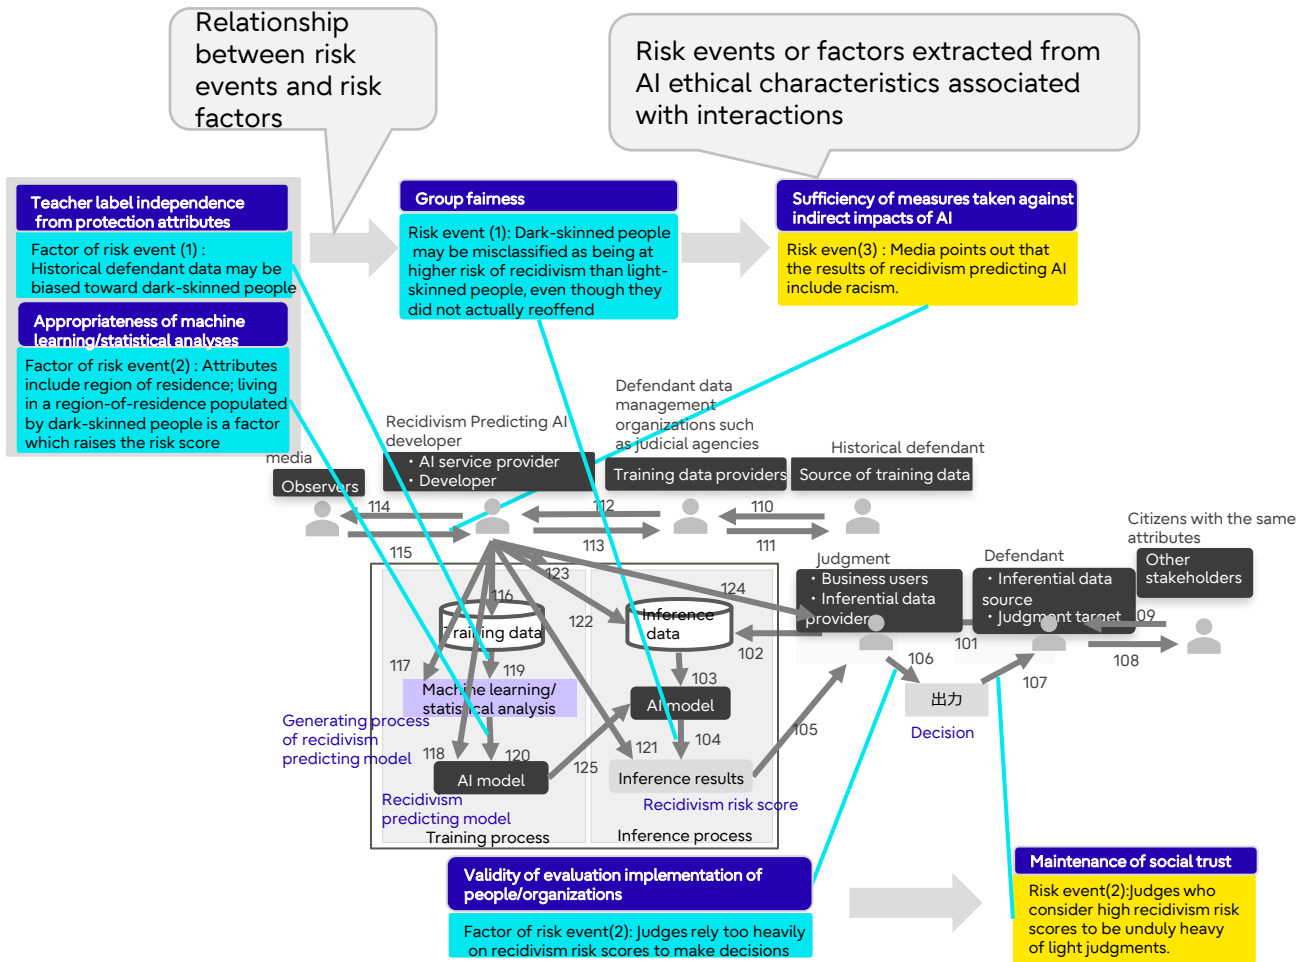 Relationship
between risk
events and risk
factors
Risk events or factors extracted from
AI ethical characteristics associated
with interactions
Teacher label independence
from protection attributes
Factor of risk event (1) :
Historical defendant data may be
biased toward dark-skinned people
Appropriateness of machine
learning/statistical analyses
Factor of risk event(2) : Attributes
include region of residence; living
in a region-of-residence populated
by dark-skinned people is a factor
which raises the risk score
Group fairness
Risk event (1): Dark-skinned people
may be misclassified as being at
higher risk of recidivism than light-
skinned people, even though they
did not actually reoffend
Sufficiency of measures taken against
indirect impacts of AI
Risk even(3) : Media points out that
the results of recidivism predicting AI
include racism.
media
Observers
Recidivism Predicting AI
developer
・AI service provider
・Developer
Defendant data
management
organizations such
as judicial agencies
Training data providers
Historical defendant
Source of training data
114
115
112
113
110
111
Citizens with the same
attributes
Other
stakeholders
Judgment
・Business users
・Inferential data
provider
Defendant
・Inferential data
source
・Judgment target
109
108
101
102
106
107
出力
Decision
123
124
116
122
Training data
Inference
data
117
119
103
Machine learning/
statistical analysis
AI model
Generating process
of recidivism
predicting model
118
120
125
121
104
105
AI model
Inference results
Recidivism
predicting model
Recidivism risk score
Training process
Inference process
Validity of evaluation implementation of
people/organizations
Factor of risk event(2): Judges rely too heavily
on recidivism risk scores to make decisions
Maintenance of social trust
Risk event(2):Judges who
consider high recidivism risk
scores to be unduly heavy
of light judgments.